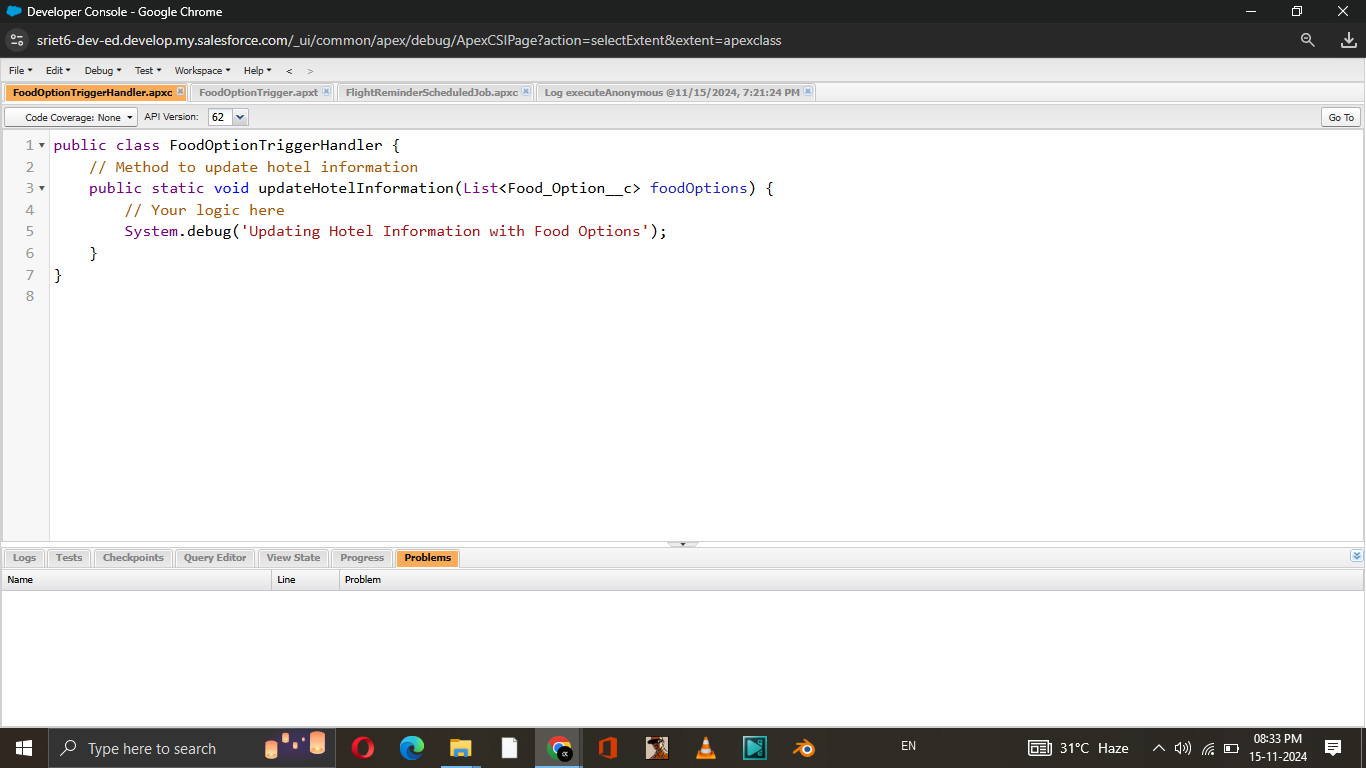 Developer Console - Google Chrome
sriet6-dev-ed.develop.my.salesforce.com/_ui/common/apex/debug/ApexCSIPage?action=selectExtent&extent=apexclass
File Edit Debug Test Workspace Help < >
FoodOptionTriggerHandler.apxc FoodOptionTrigger.apxt FlightReminderScheduledJob.apxc Log executeAnonymous @11/15/2024, 7:21:24 PM
Code Coverage: None API Version: 62 Go To
1 public class FoodOptionTriggerHandler {
2 // Method to update hotel information
3 public static void updateHotelInformation(List<Food_Option__c> foodOptions) {
4 // Your logic here
5 System.debug('Updating Hotel Information with Food Options');
6 }
7 }
8
Logs Tests Checkpoints Query Editor View State Progress Problems
Name Line Problem
Type here to search EN 31°C Haze 08:33 PM
15-11-2024